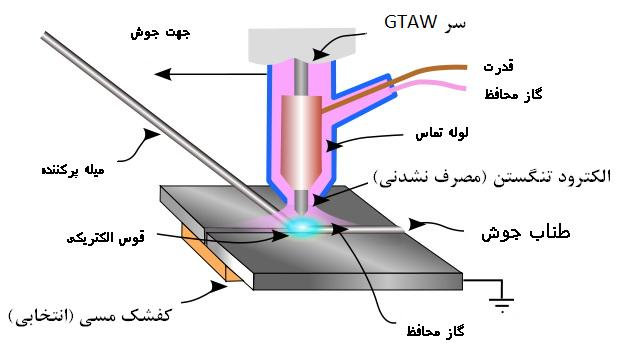 سر GTAW
جهت جوش
قدرت
گاز محافظ
لوله تماس
میله پرکننده
الکترود تنگستن (مصرف نشدنی)
طناب جوش
قوس الکتریکی
کفشک مسی (انتخابی)
گاز محافظ